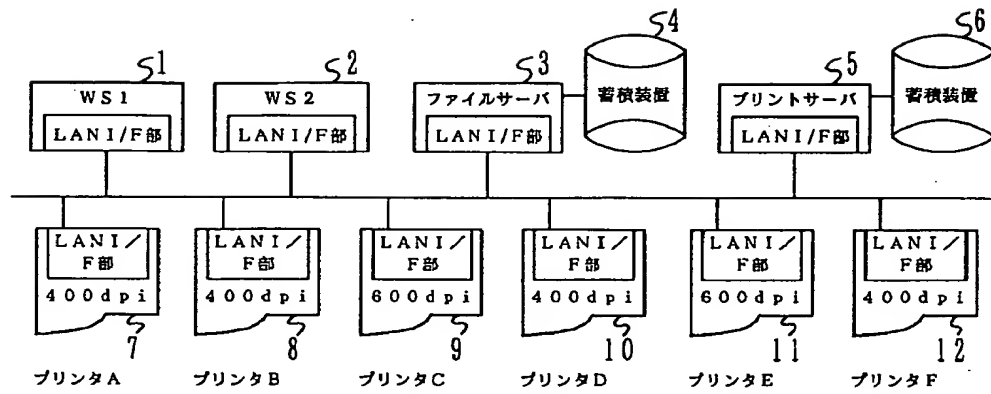 1
2
3
4
5
6
WS1
WS2
ファイルサーバ
蓄積装置
プリントサーバ
蓄積装置
LANI/F部
LANI/F部
LANI/F部
LANI/F部
LANI/
F部
LANI/
F部
LANI/
F部
LANI/
F部
LANI/
F部
LANI/
F部
400dpi
400dpi
600dpi
400dpi
600dpi
400dpi
7
8
9
10
11
12
プリンタA
プリンタB
プリンタC
プリンタD
プリンタE
プリンタF